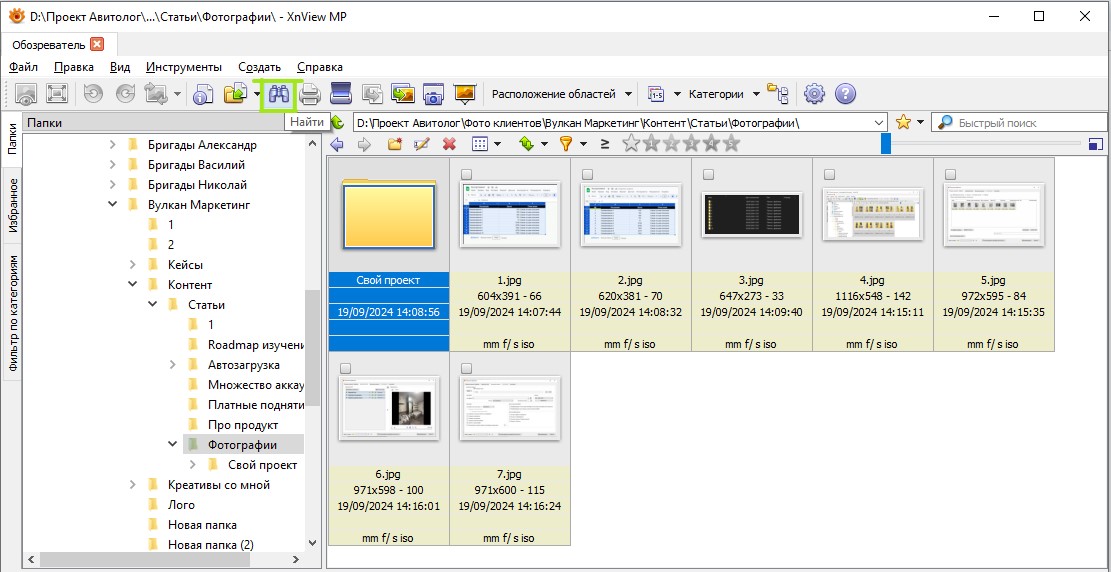 D:\Проект Авитолог\...\Статьи\Фотографии\ - XnView MP
Обозреватель
Файл Правка Вид Инструменты Создать Справка
Расположение областей 1-5 Категории ?
Папки
Избранное
Фильтр по категориям
Папки
Найти
D:\Проект Авитолог\Фото клиентов\Вулкан Маркетинг\Контент\Статьи\Фотографии\
Быстрый поиск
≥ 1 2 3 4 5
Бригады Александр
Бригады Василий
Бригады Николай
Вулкан Маркетинг
1
2
Кейсы
Контент
Статьи
1
Roadmap изучени
Автозагрузка
Множество аккау
Платные подняти
Про продукт
Фотографии
Свой проект
Креативы со мной
Лого
Новая папка
Новая папка (2)
Свой проект
19/09/2024 14:08:56
1.jpg
604x391 - 66
19/09/2024 14:07:44
mm f/ s iso
2.jpg
620x381 - 70
19/09/2024 14:08:32
mm f/ s iso
3.jpg
647x273 - 33
19/09/2024 14:09:40
mm f/ s iso
4.jpg
1116x548 - 142
19/09/2024 14:15:11
mm f/ s iso
5.jpg
972x595 - 84
19/09/2024 14:15:35
mm f/ s iso
6.jpg
971x598 - 100
19/09/2024 14:16:01
mm f/ s iso
7.jpg
971x600 - 115
19/09/2024 14:16:24
mm f/ s iso